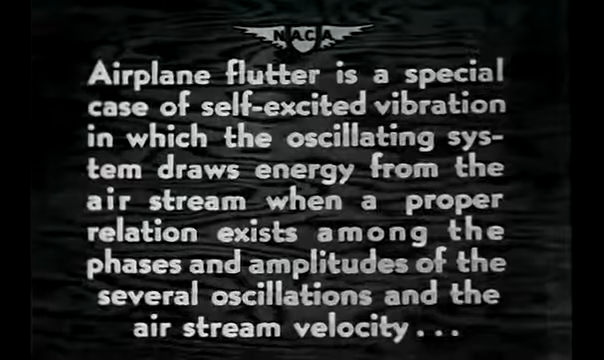 NACA
Airplane flutter is a special
case of self-excited vibration
in which the oscillating sys-
tem draws energy from the
air stream when a proper
relation exists among the
phases and amplitudes of the
several oscillations and the
air stream velocity...